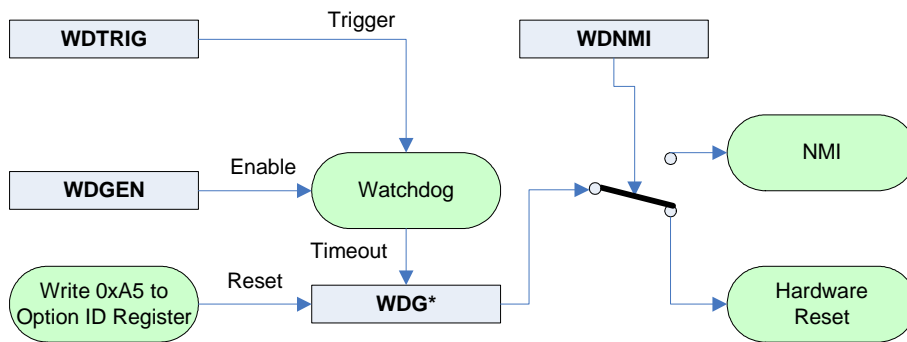 Trigger
WDTRIG
WDNMI
NMI
Enable
WDGEN
Watchdog
Timeout
Reset
Write 0xA5 to
Option ID Register
WDG*
Hardware
Reset